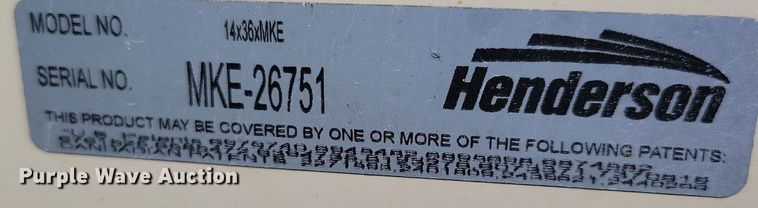 MODEL NO. 14x36xMKE
SERIAL NO. MKE-26751
Henderson
THIS PRODUCT MAY BE COVERED BY ONE OR MORE OF THE FOLLOWING PATENTS:
Purple Wave Auction